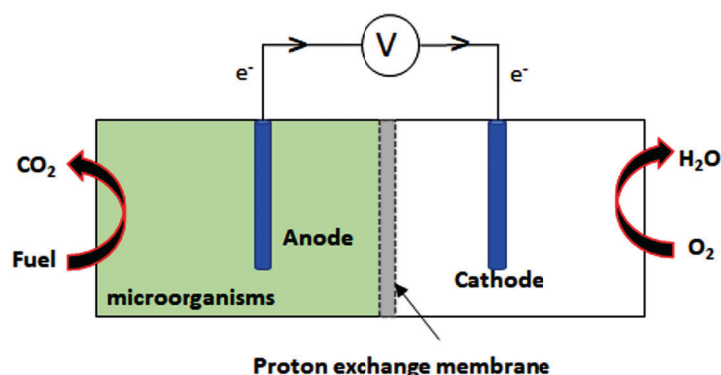 V
e⁻
e⁻
CO₂
H₂O
Anode
Fuel
O₂
Cathode
microorganisms
Proton exchange membrane